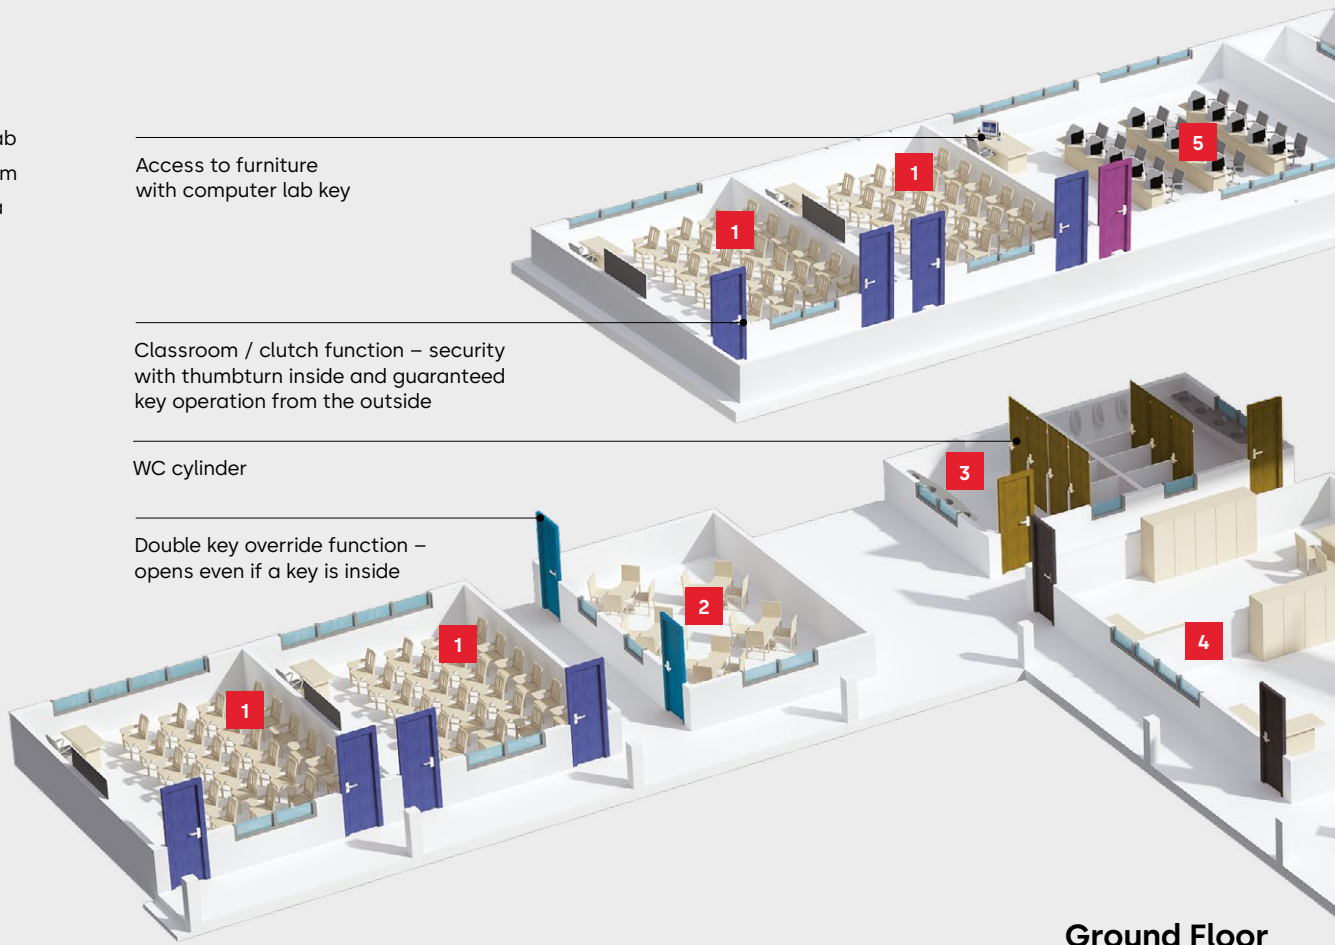 ab
m
Access to furniture
with computer lab key
Classroom / clutch function – security
with thumbturn inside and guaranteed
key operation from the outside
WC cylinder
Double key override function –
opens even if a key is inside
1
1
5
3
2
4
1
1
Ground Floor